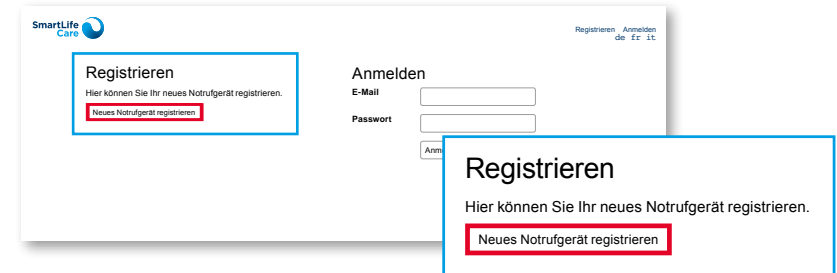 SmartLife
Care
Registrieren Anmelden
de fr it
Registrieren
Hier können Sie Ihr neues Notrufgerät registrieren.
Neues Notrufgerät registrieren
Anmelden
E-Mail
Passwort
Anm
Registrieren
Hier können Sie Ihr neues Notrufgerät registrieren.
Neues Notrufgerät registrieren